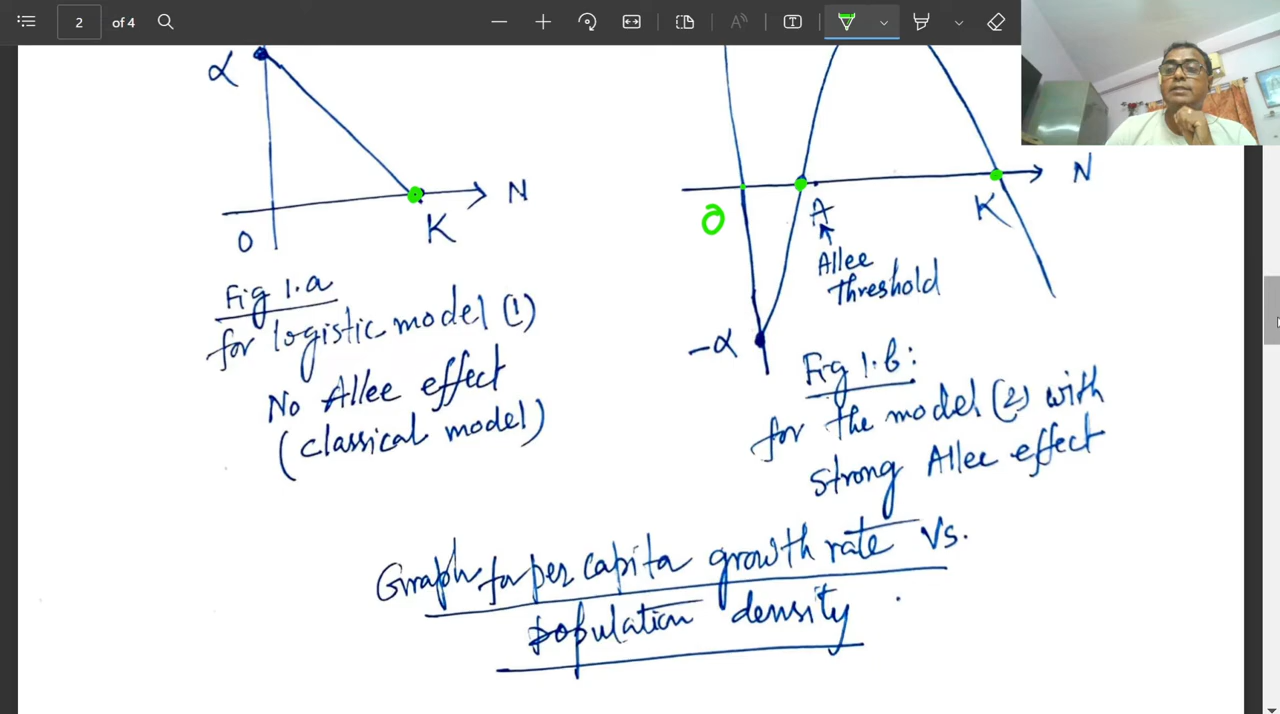 2 of 4
α
N
K
O
Fig 1.a
for logistic model (1)
No Allee effect
(classical model)
N
O
A
K
Allee
threshold
-α
Fig 1.b:
for the model (2) with
strong Allee effect
Graph for per capita growth rate Vs.
population density